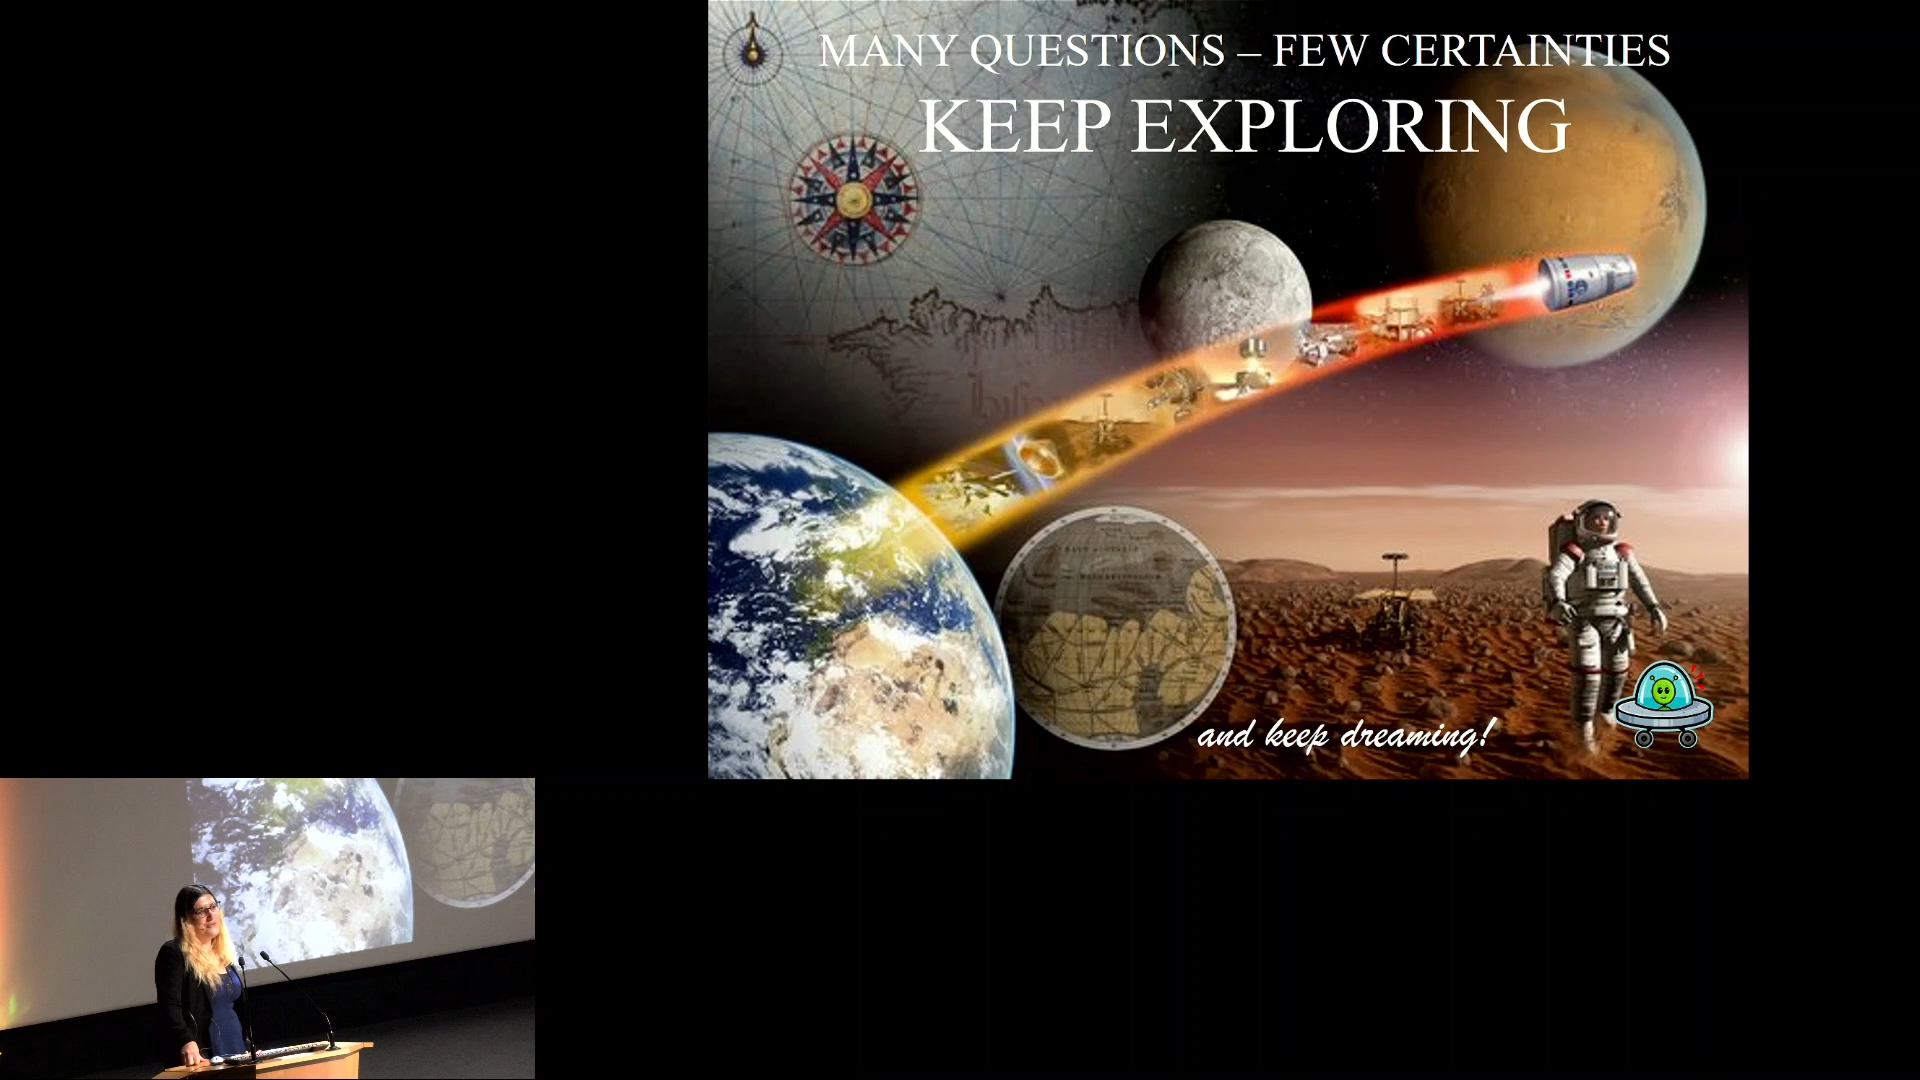 MANY QUESTIONS – FEW CERTAINTIES
KEEP EXPLORING
and keep dreaming!